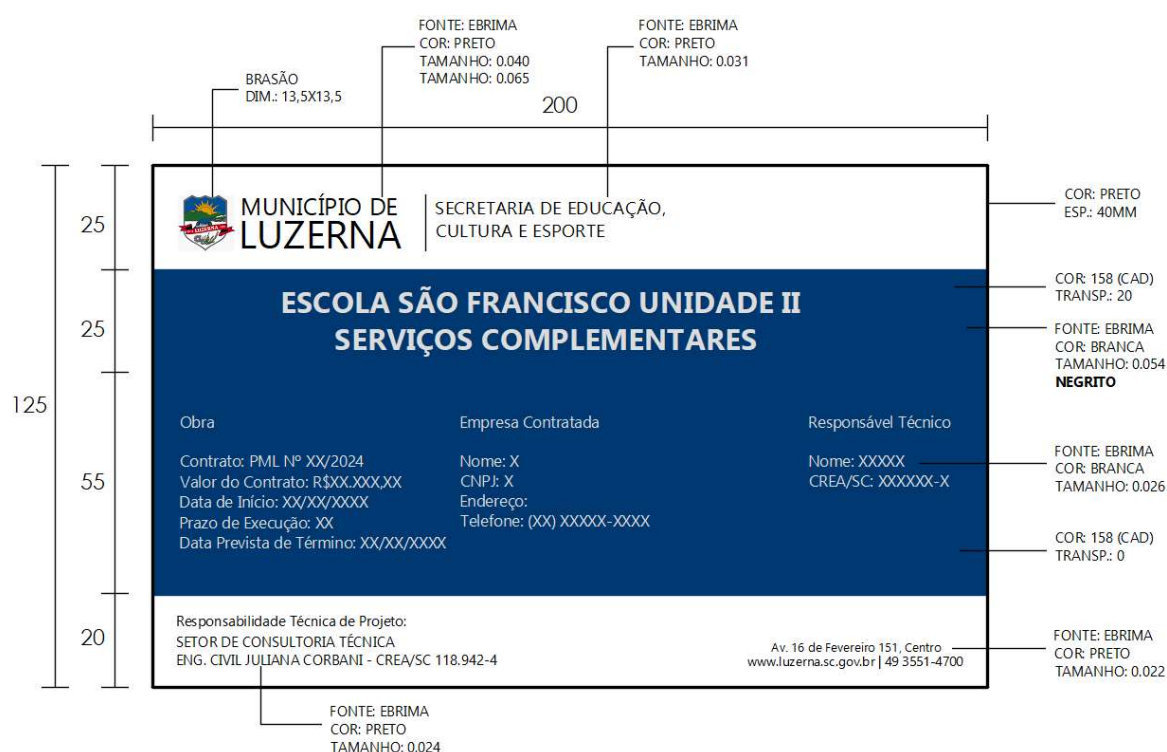 FONTE: EBRIMA
COR: PRETO
TAMANHO: 0.040
TAMANHO: 0.065
FONTE: EBRIMA
COR: PRETO
TAMANHO: 0.031
BRASÃO
DIM.: 13,5X13,5
200
COR: PRETO
ESP.: 40MM
25
LUZERNA
MUNICÍPIO DE
LUZERNA
SECRETARIA DE EDUCAÇÃO,
CULTURA E ESPORTE
COR: 158 (CAD)
TRANSP.: 20
25
ESCOLA SÃO FRANCISCO UNIDADE II
SERVIÇOS COMPLEMENTARES
FONTE: EBRIMA
COR: BRANCA
TAMANHO: 0.054
NEGRITO
125
55
Obra
Contrato: PML Nº XX/2024
Valor do Contrato: R$XX.XXX,XX
Data de Início: XX/XX/XXXX
Prazo de Execução: XX
Data Prevista de Término: XX/XX/XXXX
Empresa Contratada
Nome: X
CNPJ: X
Endereço:
Telefone: (XX) XXXXX-XXXX
Responsável Técnico
Nome: XXXXX
CREA/SC: XXXXXX-X
FONTE: EBRIMA
COR: BRANCA
TAMANHO: 0.026
COR: 158 (CAD)
TRANSP.: 0
20
Responsabilidade Técnica de Projeto:
SETOR DE CONSULTORIA TÉCNICA
ENG. CIVIL JULIANA CORBANI - CREA/SC 118.942-4
Av. 16 de Fevereiro 151, Centro
www.luzerna.sc.gov.br | 49 3551-4700
FONTE: EBRIMA
COR: PRETO
TAMANHO: 0.022
FONTE: EBRIMA
COR: PRETO
TAMANHO: 0.024